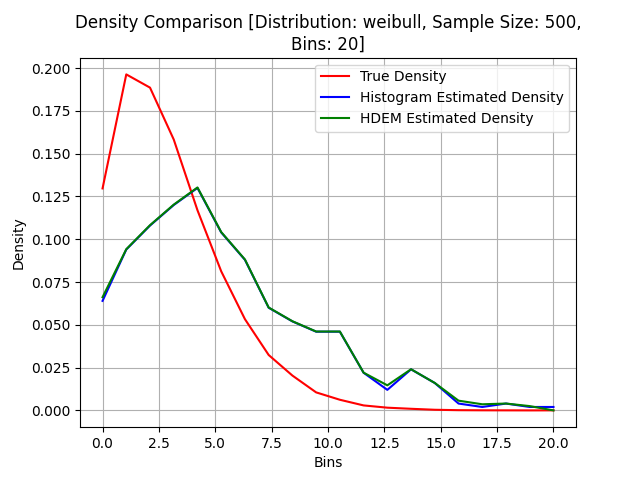 Density Comparison [Distribution: weibull, Sample Size: 500,
Bins: 20]
True Density
Histogram Estimated Density
HDEM Estimated Density
Density
0.200
0.175
0.150
0.125
0.100
0.075
0.050
0.025
0.000
0.0 2.5 5.0 7.5 10.0 12.5 15.0 17.5 20.0
Bins